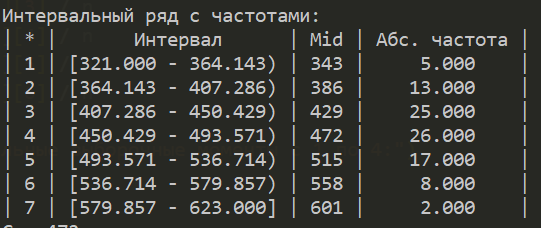 Интервальный ряд с частотами:
| * | Интервал | Mid | Абс. частота |
| 1 | [321.000 - 364.143) | 343 | 5.000 |
| 2 | [364.143 - 407.286) | 386 | 13.000 |
| 3 | [407.286 - 450.429) | 429 | 25.000 |
| 4 | [450.429 - 493.571) | 472 | 26.000 |
| 5 | [493.571 - 536.714) | 515 | 17.000 |
| 6 | [536.714 - 579.857) | 558 | 8.000 |
| 7 | [579.857 - 623.000] | 601 | 2.000 |